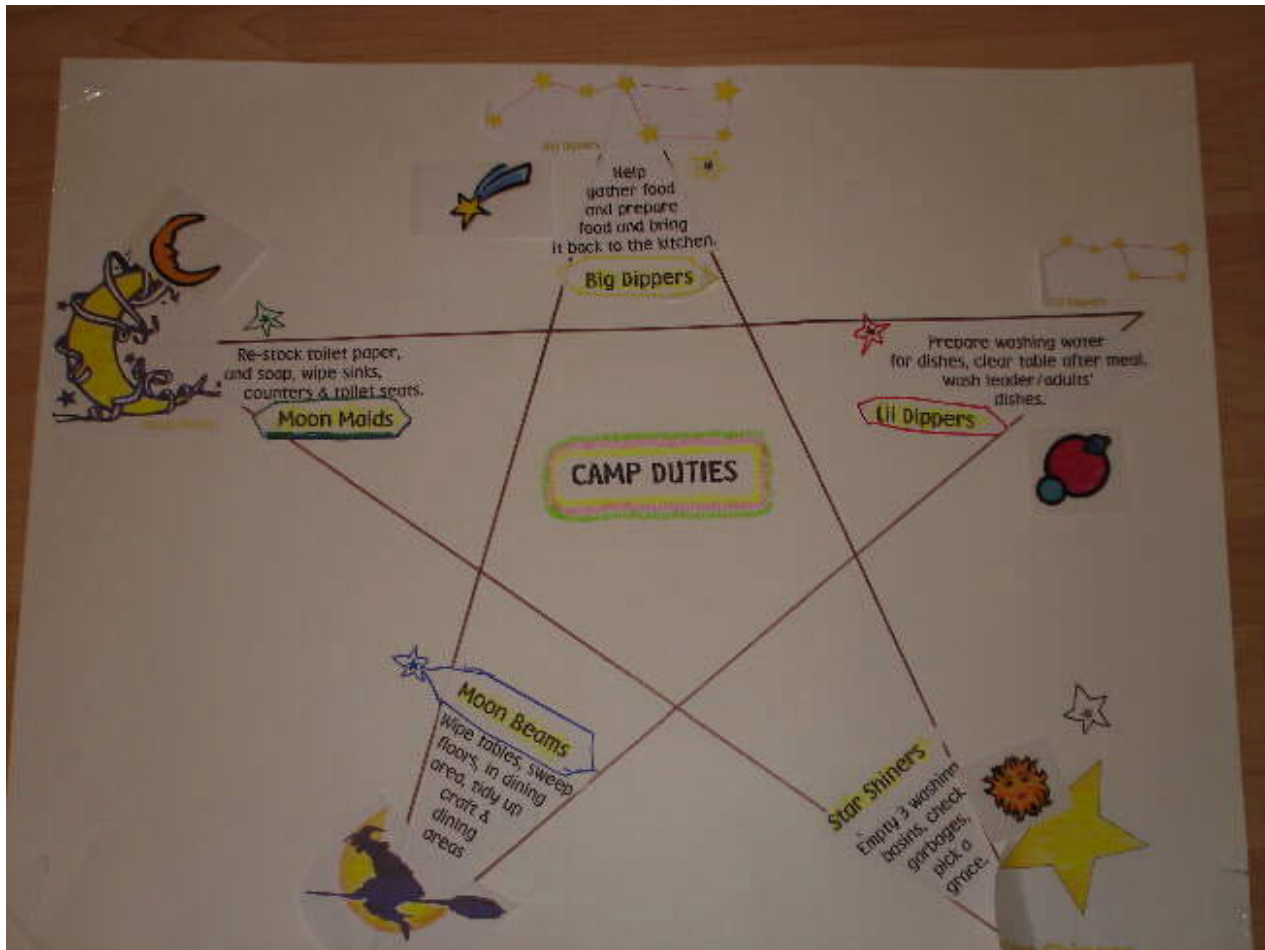 Big Dippers
Help
gather food
and prepare
food and bring
it back to the kitchen.
Big Dippers
Re-stock toilet paper,
and soap, wipe sinks,
counters & toilet seats.
Moon Maids
Prepare washing water
for dishes, clear table after meal,
wash leader/adults'
dishes.
Lil Dippers
CAMP DUTIES
Moon Beams
Wipe tables, sweep
floors, in dining
area, tidy up
craft &
dining
areas
Star Shiners
Empty 3 washing
basins, check
garbages,
pick a
grace.